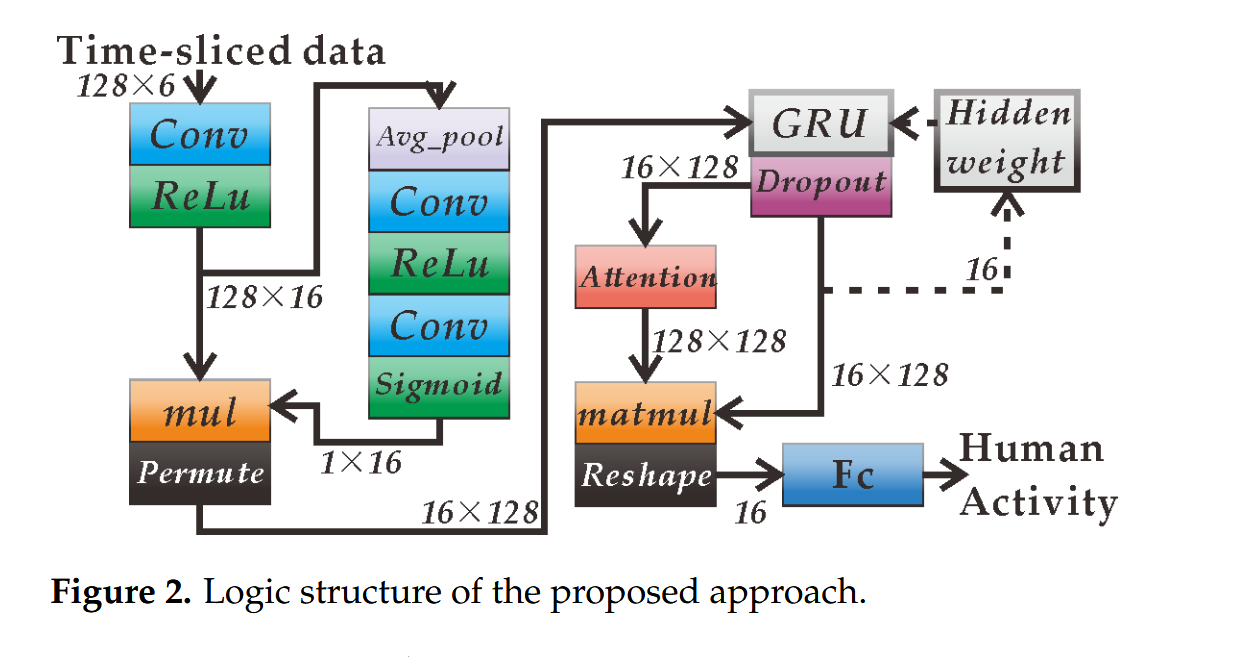 Time-sliced data
128×6
Conv
ReLu
128×16
mul
Permute
Avg_pool
Conv
ReLu
Conv
Sigmoid
1×16
16×128
GRU
Dropout
Hidden
weight
16×128
16
Attention
128×128
16×128
matmul
Reshape
16
Fc
Human
Activity
Figure 2. Logic structure of the proposed approach.